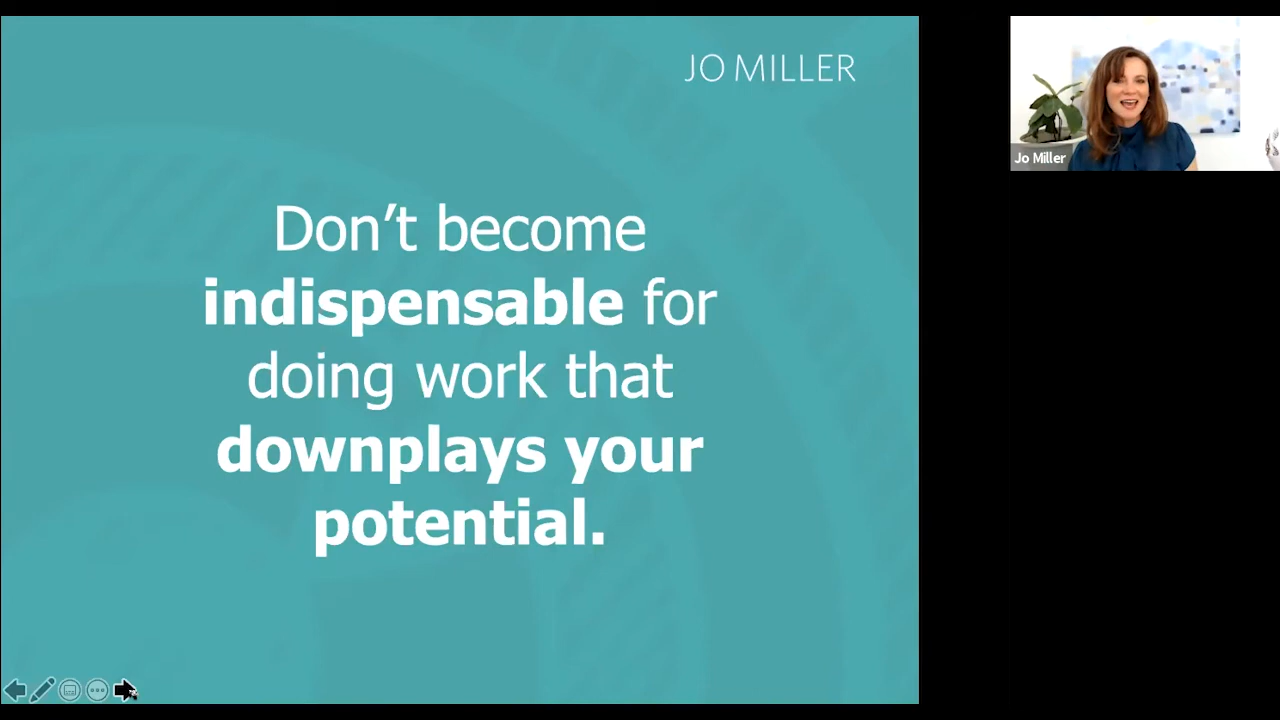 JO MILLER
Don’t become
indispensable for
doing work that
downplays your
potential.
Jo Miller